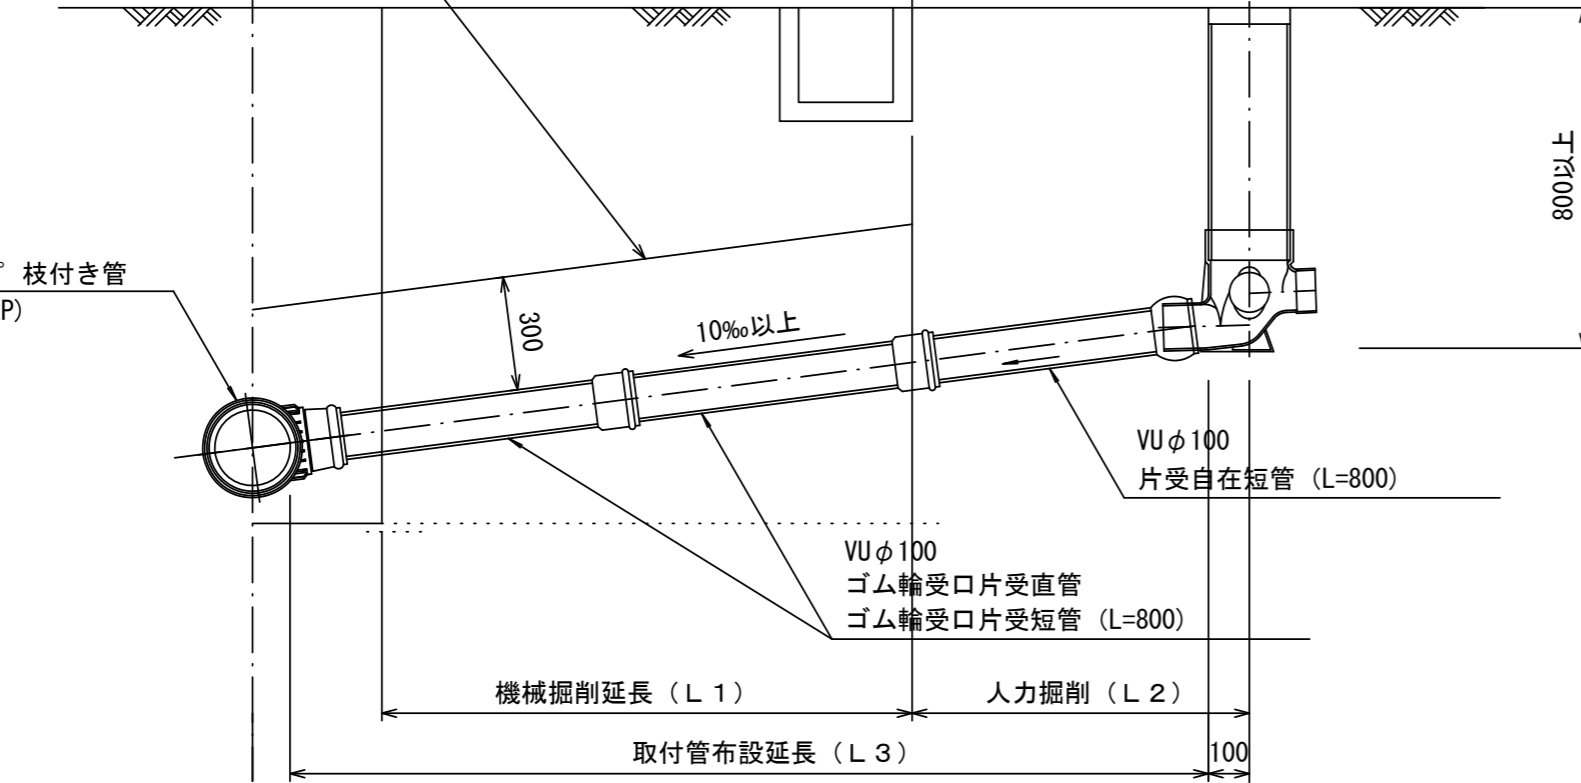 800以上
枝付き管
P)
300
10‰以上
VUφ100
片受自在短管（L=800）
VUφ100
ゴム輪受口片受直管
ゴム輪受口片受短管（L=800）
機械掘削延長（Ｌ１）
人力掘削（Ｌ２）
取付管布設延長（Ｌ３）
100